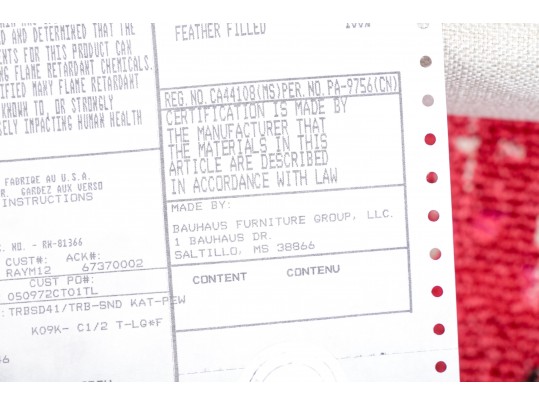 D AND DETERMINED THAT THE
ENTS FOR THIS PRODUCT CAN
NG FLAME RETARDANT CHEMICALS.
IFIED MANY FLAME RETARDANT
KNOWN TO, OR STRONGLY
SELY IMPACTING HUMAN HEALTH
FABRIBE AU U.S.A.
R. GARDEZ AUX VERSO
INSTRUCTIONS
. NO. - RN-81366
CUST#: ACK#:
RAYM12 67370002
CUST PO#:
050972CT01TL
:TRBSD41/TRB-SND KAT-PEW
K09K- C1/2 T-LG*F
FEATHER FILLED 100%
REG.NO.CA44108(MS)PER.NO.PA-9756(CN)
CERTIFICATION IS MADE BY
THE MANUFACTURER THAT
THE MATERIALS IN THIS
ARTICLE ARE DESCRIBED
IN ACCORDANCE WITH LAW
MADE BY:
BAUHAUS FURNITURE GROUP, LLC.
1 BAUHAUS DR.
SALTILLO, MS 38866
CONTENT CONTENU